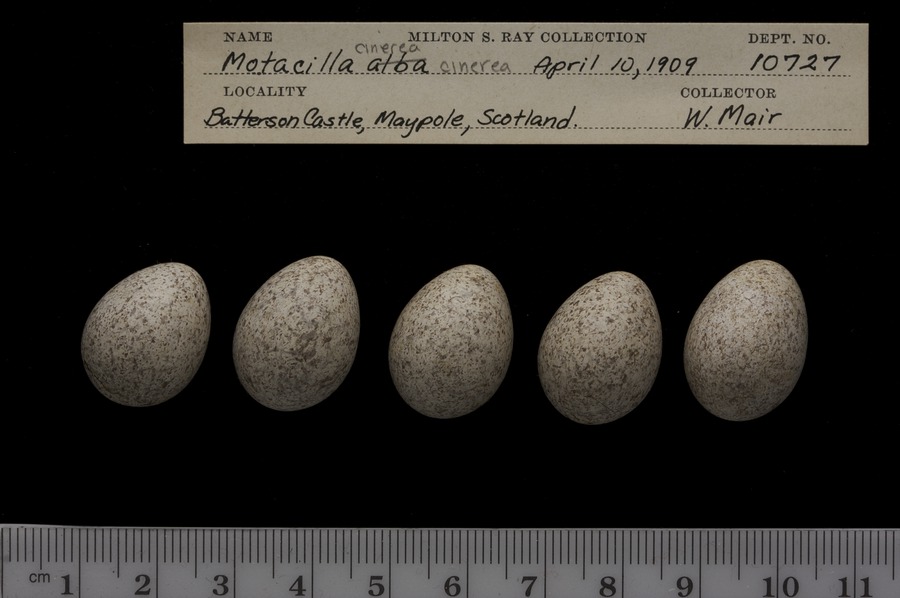 NAME MILTON S. RAY COLLECTION DEPT. NO.
cinerea
Motacilla alba cinerea April 10, 1909 10727
LOCALITY COLLECTOR
Batterson Castle, Maypole, Scotland. W. Mair
cm 1 2 3 4 5 6 7 8 9 10 11